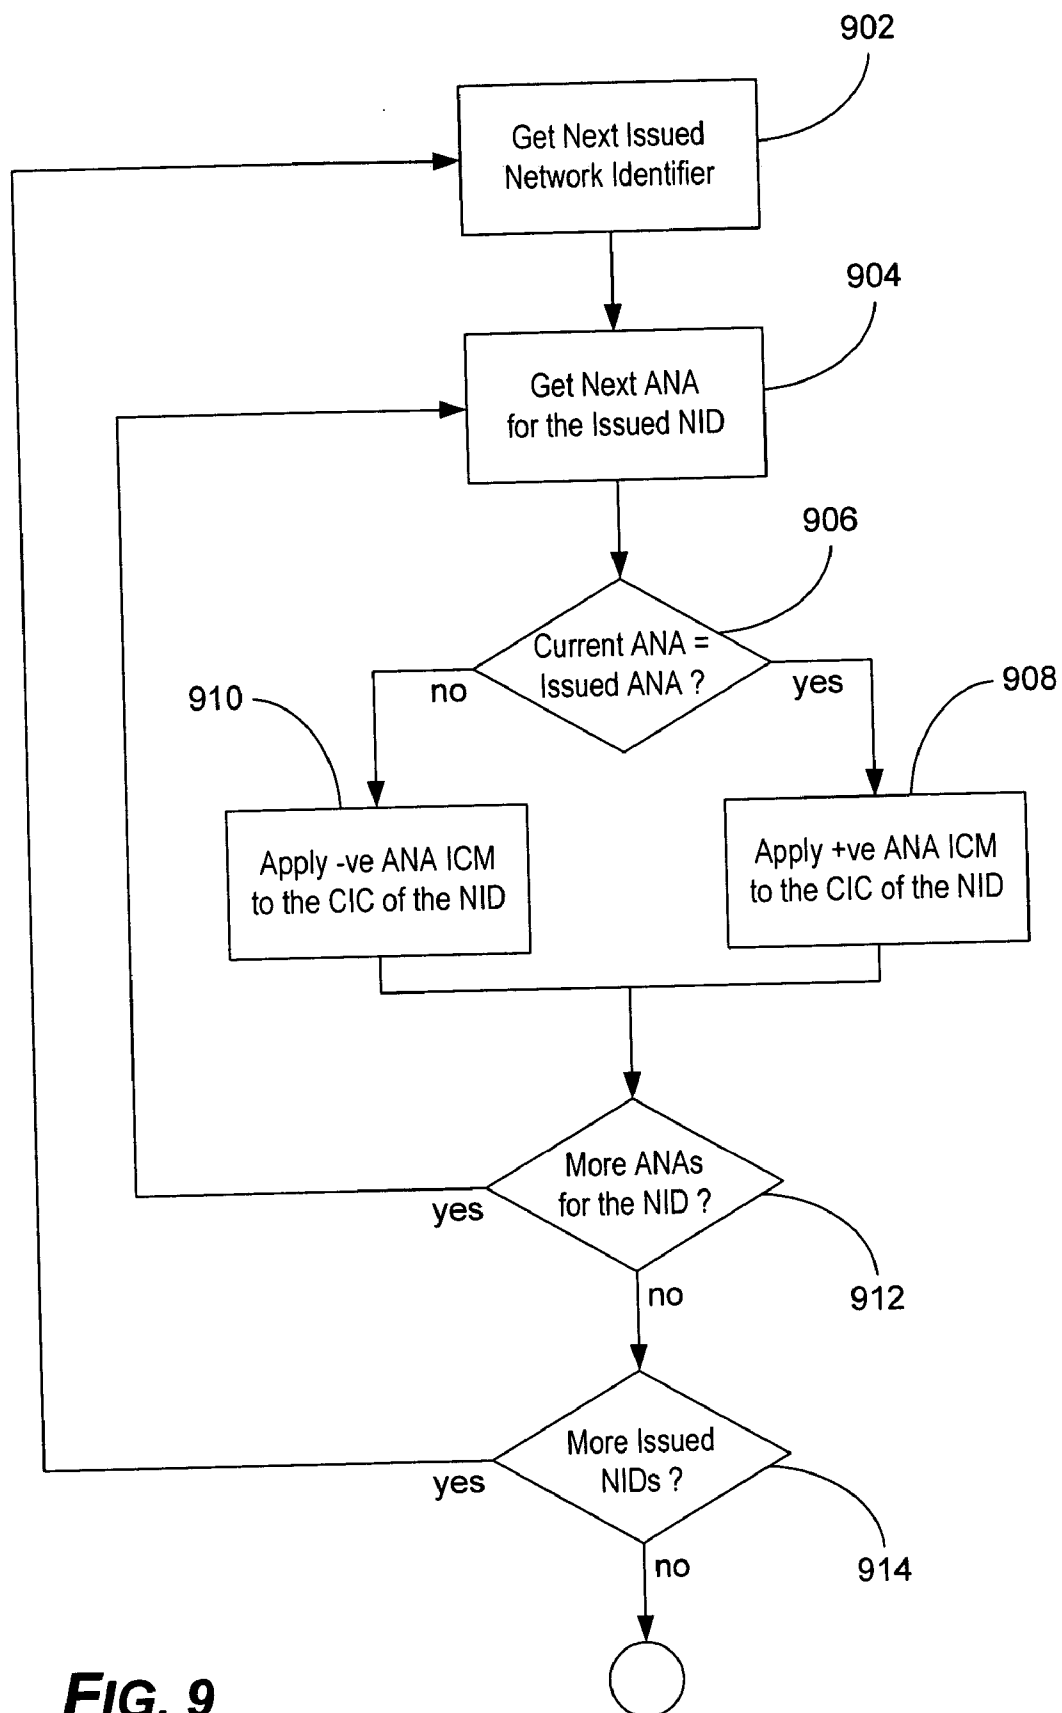 902
Get Next Issued
Network Identifier
904
Get Next ANA
for the Issued NID
906
Current ANA =
Issued ANA ?
no
yes
910
908
Apply -ve ANA ICM
to the CIC of the NID
Apply +ve ANA ICM
to the CIC of the NID
More ANAs
for the NID ?
yes
no
912
More Issued
NIDs ?
yes
no
914
FIG. 9